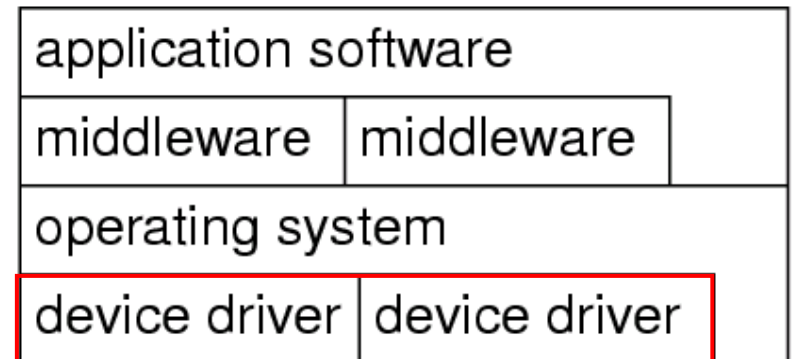 application software
middleware middleware
operating system
device driver device driver